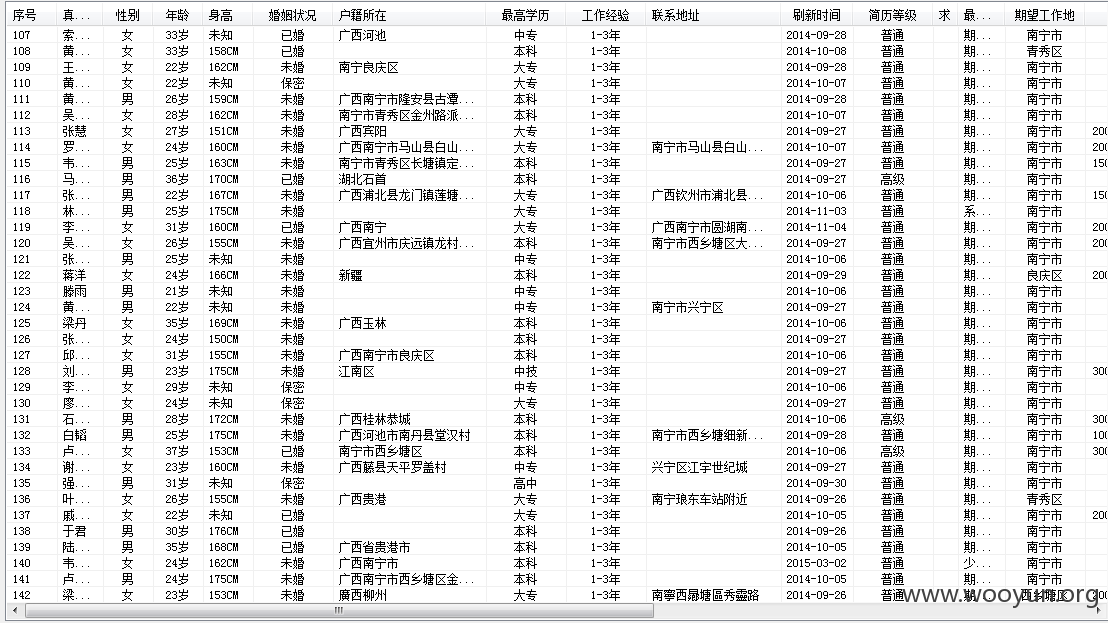 序号 真... 性别 年龄 身高 婚姻状况 户籍所在 最高学历 工作经验 联系地址 刷新时间 简历等级 求 最... 期望工作地
107 索... 女 33岁 未知 已婚 广西河池 中专 1-3年 2014-09-28 普通 期... 南宁市
108 黄... 女 33岁 158CM 已婚 本科 1-3年 2014-10-08 普通 期... 青秀区
109 王... 女 22岁 162CM 未婚 南宁良庆区 大专 1-3年 2014-09-28 普通 期... 南宁市
110 黄... 女 22岁 未知 保密 大专 1-3年 2014-10-07 普通 期... 南宁市
111 黄... 男 26岁 159CM 未婚 广西南宁市隆安县古潭... 本科 1-3年 2014-09-28 普通 期... 南宁市
112 吴... 女 28岁 162CM 未婚 南宁市青秀区金州路派... 本科 1-3年 2014-10-07 普通 期... 南宁市
113 张慧 女 27岁 151CM 未婚 广西宾阳 大专 1-3年 2014-09-27 普通 期... 南宁市 200
114 罗... 女 24岁 160CM 未婚 广西南宁市马山县白山... 大专 1-3年 南宁市马山县白山... 2014-10-07 普通 期... 南宁市 200
115 韦... 男 25岁 163CM 未婚 南宁市青秀区长塘镇定... 本科 1-3年 2014-09-27 普通 期... 南宁市 150
116 马... 男 36岁 170CM 已婚 湖北石首 本科 1-3年 2014-09-27 高级 期... 南宁市
117 张... 男 22岁 167CM 未婚 广西浦北县龙门镇莲塘... 大专 1-3年 广西钦州市浦北县... 2014-10-06 普通 期... 南宁市 150
118 林... 男 25岁 175CM 未婚 大专 1-3年 2014-11-03 普通 系... 南宁市
119 李... 女 31岁 160CM 已婚 广西南宁 大专 1-3年 广西南宁市圆湖南... 2014-11-04 普通 期... 南宁市 200
120 吴... 女 26岁 155CM 未婚 广西宜州市庆远镇龙村... 本科 1-3年 南宁市西乡塘区大... 2014-09-27 普通 期... 南宁市 200
121 张... 男 25岁 未知 未婚 中专 1-3年 2014-10-06 普通 期... 南宁市
122 蒋洋 女 24岁 166CM 未婚 新疆 本科 1-3年 2014-09-29 普通 期... 良庆区 200
123 滕雨 男 21岁 未知 未婚 中专 1-3年 2014-10-06 普通 期... 南宁市
124 黄... 男 22岁 未知 未婚 中专 1-3年 南宁市兴宁区 2014-09-27 普通 期... 南宁市
125 梁丹 女 35岁 169CM 未婚 广西玉林 本科 1-3年 2014-10-06 普通 期... 南宁市
126 张... 女 24岁 150CM 未婚 本科 1-3年 2014-09-27 普通 期... 南宁市
127 邱... 女 31岁 155CM 未婚 广西南宁市良庆区 本科 1-3年 2014-10-06 普通 期... 南宁市
128 刘... 男 23岁 175CM 未婚 江南区 中技 1-3年 2014-09-27 普通 期... 南宁市 300
129 李... 女 29岁 未知 保密 中专 1-3年 2014-10-06 普通 期... 南宁市
130 廖... 女 24岁 未知 保密 大专 1-3年 2014-09-27 普通 期... 南宁市
131 石... 男 28岁 172CM 未婚 广西桂林恭城 本科 1-3年 2014-10-06 高级 期... 南宁市 300
132 白韬 男 25岁 175CM 未婚 广西河池市南丹县堂汉村 本科 1-3年 南宁市西乡塘细新... 2014-09-28 普通 期... 南宁市 100
133 卢... 女 37岁 153CM 已婚 南宁市西乡塘区 本科 1-3年 2014-10-06 高级 期... 南宁市 300
134 谢... 女 23岁 160CM 未婚 广西藤县天平罗盖村 中专 1-3年 兴宁区江宇世纪城 2014-09-27 普通 期... 南宁市
135 强... 男 31岁 未知 保密 高中 1-3年 2014-09-30 普通 期... 南宁市
136 叶... 女 26岁 155CM 未婚 广西贵港 大专 1-3年 南宁琅东车站附近 2014-09-26 普通 期... 青秀区
137 戚... 女 22岁 未知 已婚 大专 1-3年 2014-10-05 普通 期... 南宁市 200
138 于君 男 30岁 176CM 已婚 本科 1-3年 2014-09-26 普通 期... 南宁市
139 陆... 男 35岁 168CM 已婚 广西省贵港市 本科 1-3年 2014-10-05 普通 期... 南宁市
140 韦... 女 24岁 162CM 未婚 广西南宁市 本科 1-3年 2015-03-02 普通 少... 南宁市
141 卢... 男 24岁 175CM 未婚 广西南宁市西乡塘区金... 本科 1-3年 2014-10-05 普通 期... 南宁市
142 梁... 女 23岁 153CM 未婚 廣西柳州 大专 1-3年 2014-09-26 普通 期...
www.wooyun.org